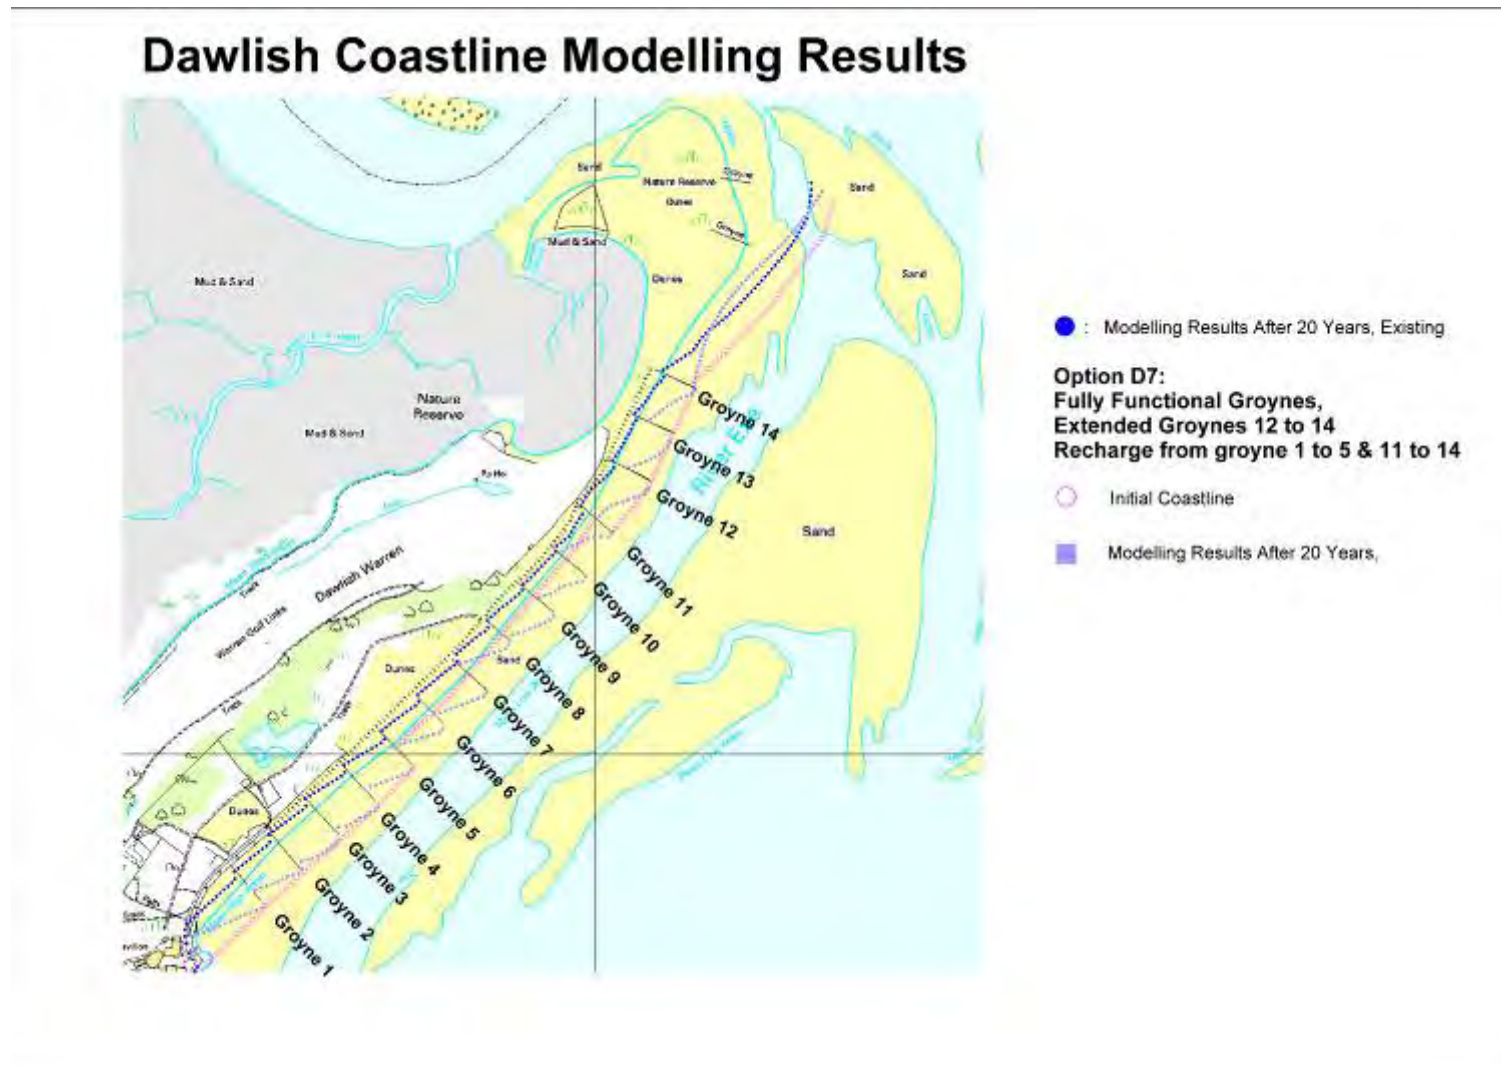 Dawlish Coastline Modelling Results
Sand
Nature Reserve
Groyne
Dunes
Groyne
Sand
Mud & Sand
Mud & Sand
Dunes
Sand
Nature
Reserve
Mud & Sand
Groyne 14
Groyne 13
Groyne 12
Sand
Dawlish Warren
Track
Warren Golf Links
Groyne 11
Groyne 10
Groyne 9
Sand
Dunes
Groyne 8
Track
Track
Groyne 7
Groyne 6
Groyne 5
Dunes
Groyne 4
Groyne 3
Groyne 2
Groyne 1
: Modelling Results After 20 Years, Existing
Option D7:
Fully Functional Groynes,
Extended Groynes 12 to 14
Recharge from groyne 1 to 5 & 11 to 14
Initial Coastline
Modelling Results After 20 Years,